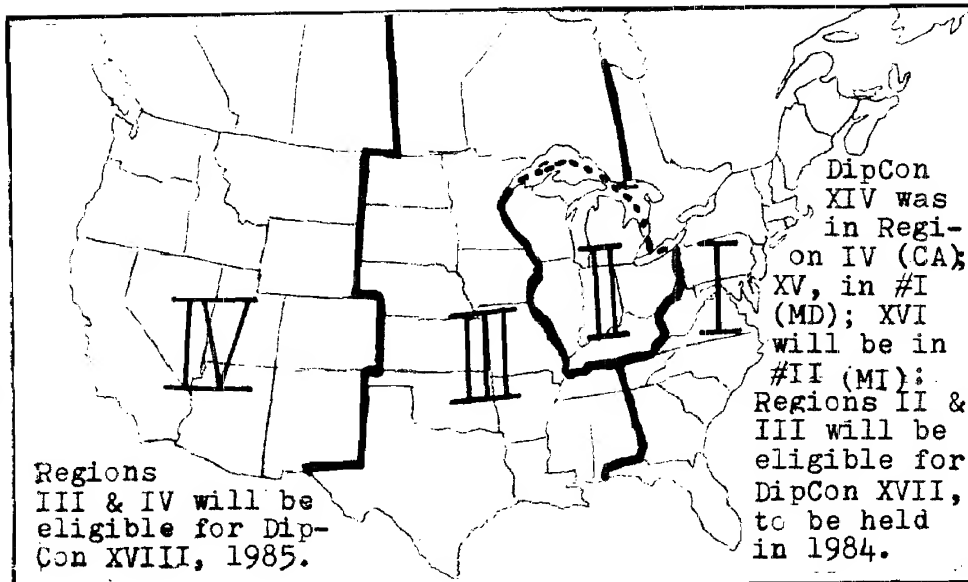 DipCon
XIV was
in Regi-
on IV (CA);
XV, in #I
(MD); XVI
will be in
#II (MI);
Regions II &
III will be
eligible for
DipCon XVII,
to be held
in 1984.
IV
III
II
I
Regions
III & IV will be
eligible for Dip-
Con XVIII, 1985.